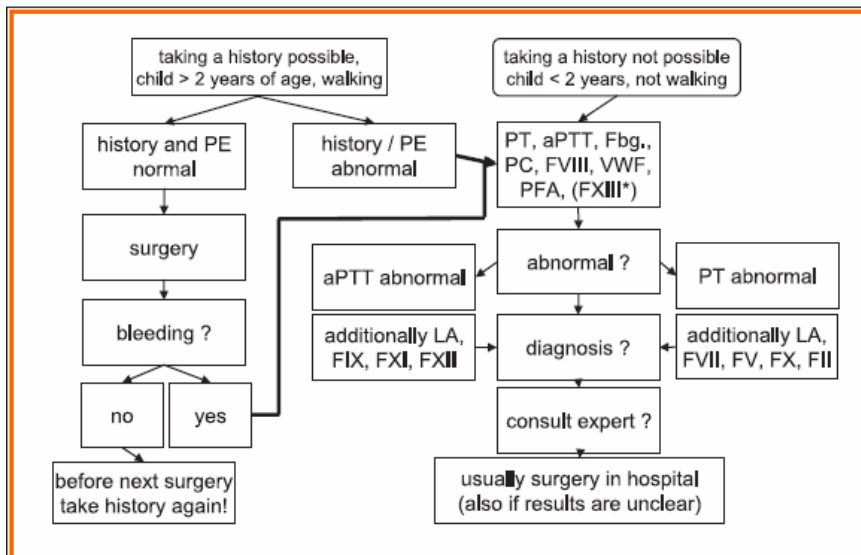 taking a history possible,
child > 2 years of age, walking
taking a history not possible
child < 2 years, not walking
history and PE
normal
history / PE
abnormal
PT, aPTT, Fbg.,
PC, FVIII, VWF,
PFA, (FXIII*)
surgery
aPTT abnormal
abnormal ?
PT abnormal
bleeding ?
additionally LA,
FIX, FXI, FXII
diagnosis ?
additionally LA,
FVII, FV, FX, FII
no
yes
consult expert ?
before next surgery
take history again!
usually surgery in hospital
(also if results are unclear)